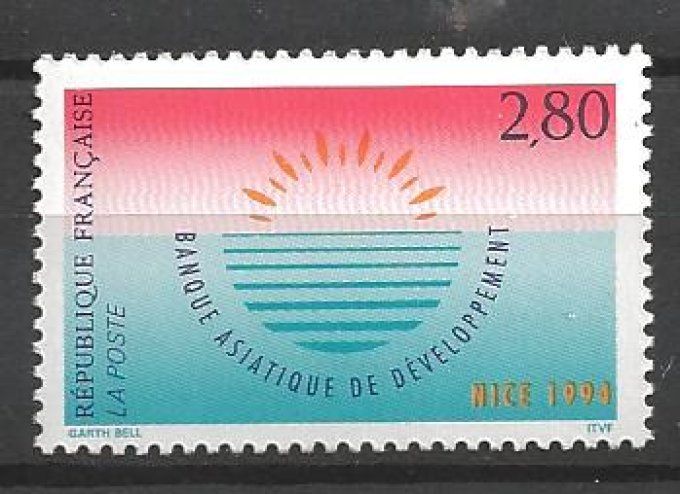 RÉPUBLIQUE FRANÇAISE
LA POSTE
2,80
BANQUE ASIATIQUE DE DÉVELOPPEMENT
NICE 1994
GARTH BELL
ITVF